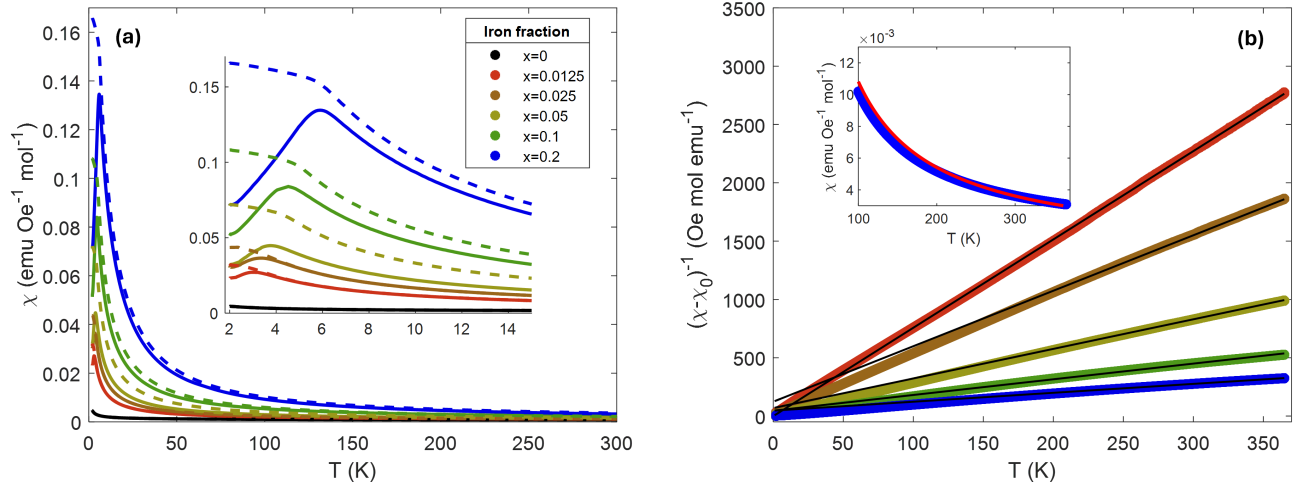 (a)
0.16
0.14
0.12
0.1
0.08
0.06
0.04
0.02
0
0 50 100 150 200 250 300
T (K)
χ (emu Oe⁻¹ mol⁻¹)
0.15
0.1
0.05
0
2 4 6 8 10 12 14
Iron fraction
x=0
x=0.0125
x=0.025
x=0.05
x=0.1
x=0.2
(b)
3500
3000
2500
2000
1500
1000
500
0
0 50 100 150 200 250 300 350
T (K)
(χ-χ₀)⁻¹ (Oe mol emu⁻¹)
×10⁻³
12
10
8
6
4
100 200 300
T (K)
χ (emu Oe⁻¹ mol⁻¹)